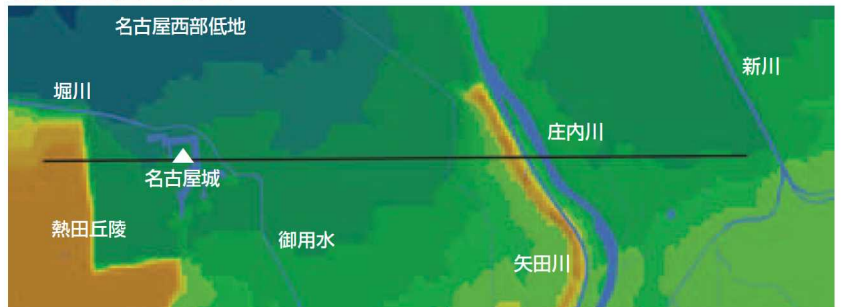 名古屋西部低地
新川
堀川
庄内川
名古屋城
熱田丘陵
御用水
矢田川